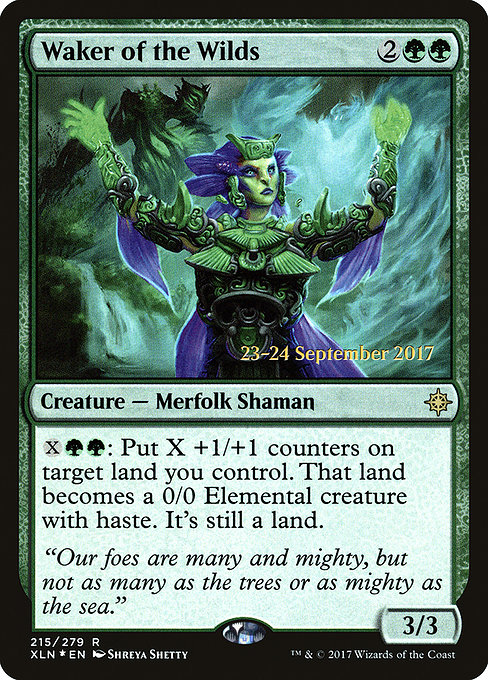 Waker of the Wilds 2
23–24 September 2017
Creature — Merfolk Shaman
X: Put X +1/+1 counters on
target land you control. That land
becomes a 0/0 Elemental creature
with haste. It's still a land.
“Our foes are many and mighty, but
not as many as the trees or as mighty as
the sea.”
3/3
215/279 R
XLN ★ EN Shreya Shetty
™ & © 2017 Wizards of the Coast